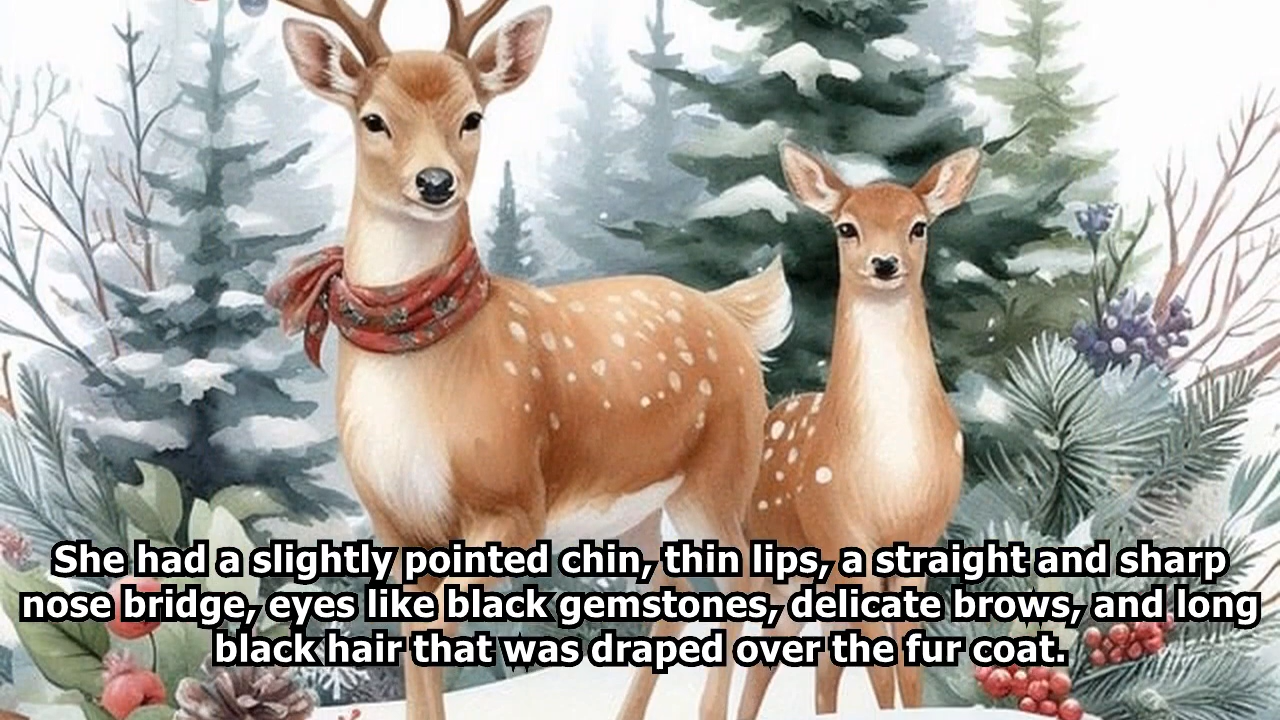 She had a slightly pointed chin, thin lips, a straight and sharp
nose bridge, eyes like black gemstones, delicate brows, and long
black hair that was draped over the fur coat.